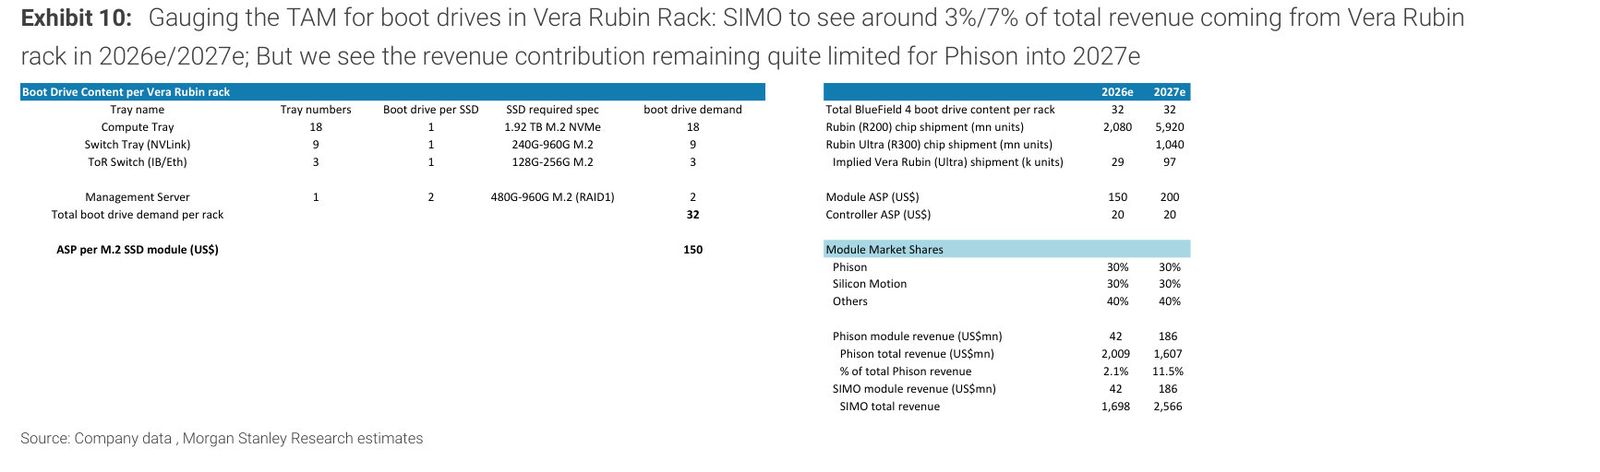 Exhibit 10: Gauging the TAM for boot drives in Vera Rubin Rack: SIMO to see around 3%/7% of total revenue coming from Vera Rubin
rack in 2026e/2027e; But we see the revenue contribution remaining quite limited for Phison into 2027e
Boot Drive Content per Vera Rubin rack
Tray name Tray numbers Boot drive per SSD SSD required spec boot drive demand
Compute Tray 18 1 1.92 TB M.2 NVMe 18
Switch Tray (NVLink) 9 1 240G-960G M.2 9
ToR Switch (IB/Eth) 3 1 128G-256G M.2 3
Management Server 1 2 480G-960G M.2 (RAID1) 2
Total boot drive demand per rack 32
ASP per M.2 SSD module (US$) 150
2026e 2027e
Total BlueField 4 boot drive content per rack 32 32
Rubin (R200) chip shipment (mn units) 2,080 5,920
Rubin Ultra (R300) chip shipment (mn units) 1,040
Implied Vera Rubin (Ultra) shipment (k units) 29 97
Module ASP (US$) 150 200
Controller ASP (US$) 20 20
Module Market Shares
Phison 30% 30%
Silicon Motion 30% 30%
Others 40% 40%
Phison module revenue (US$mn) 42 186
Phison total revenue (US$mn) 2,009 1,607
% of total Phison revenue 2.1% 11.5%
SIMO module revenue (US$mn) 42 186
SIMO total revenue 1,698 2,566
Source: Company data , Morgan Stanley Research estimates